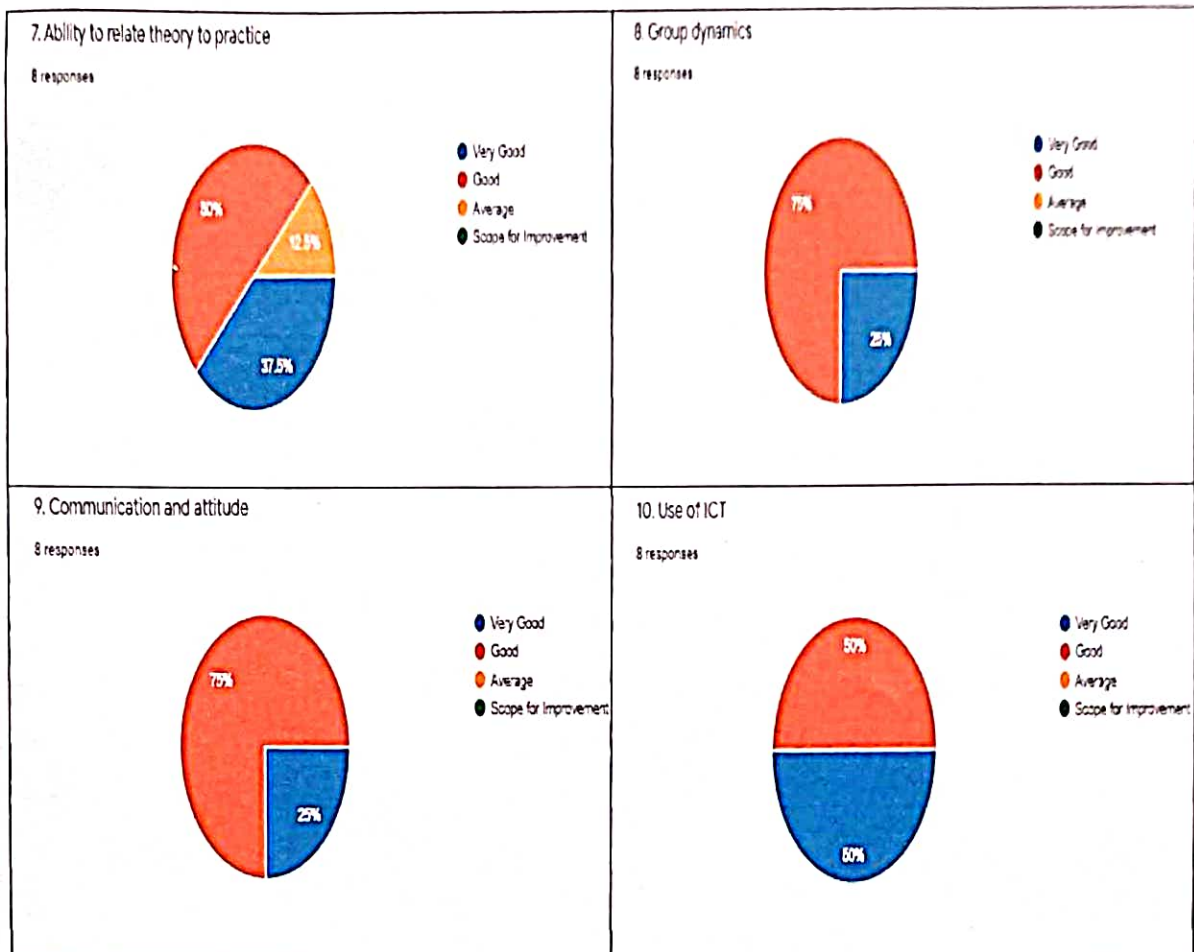 7. Ability to relate theory to practice
8 responses
Very Good
Good
Average
Scope for Improvement
50%
12.5%
37.5%
8. Group dynamics
8 responses
Very Good
Good
Average
Scope for Improvement
75%
25%
9. Communication and attitude
8 responses
Very Good
Good
Average
Scope for Improvement
75%
25%
10. Use of ICT
8 responses
Very Good
Good
Average
Scope for Improvement
50%
50%